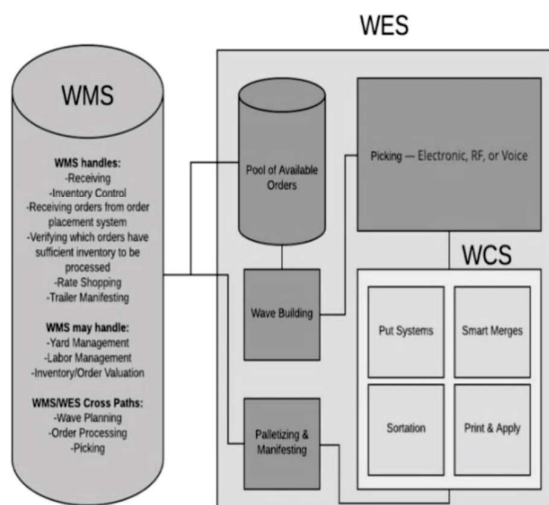 WES
WMS
WMS handles:
-Receiving
-Inventory Control
-Receiving orders from order
placement system
-Verifying which orders have
sufficient inventory to be
processed
-Rate Shopping
-Trailer Manifesting
WMS may handle:
-Yard Management
-Labor Management
-Inventory/Order Valuation
WMS/WES Cross Paths:
-Wave Planning
-Order Processing
-Picking
Pool of Available
Orders
Picking — Electronic, RF, or Voice
Wave Building
WCS
Put Systems
Smart Merges
Sortation
Print & Apply
Palletizing &
Manifesting